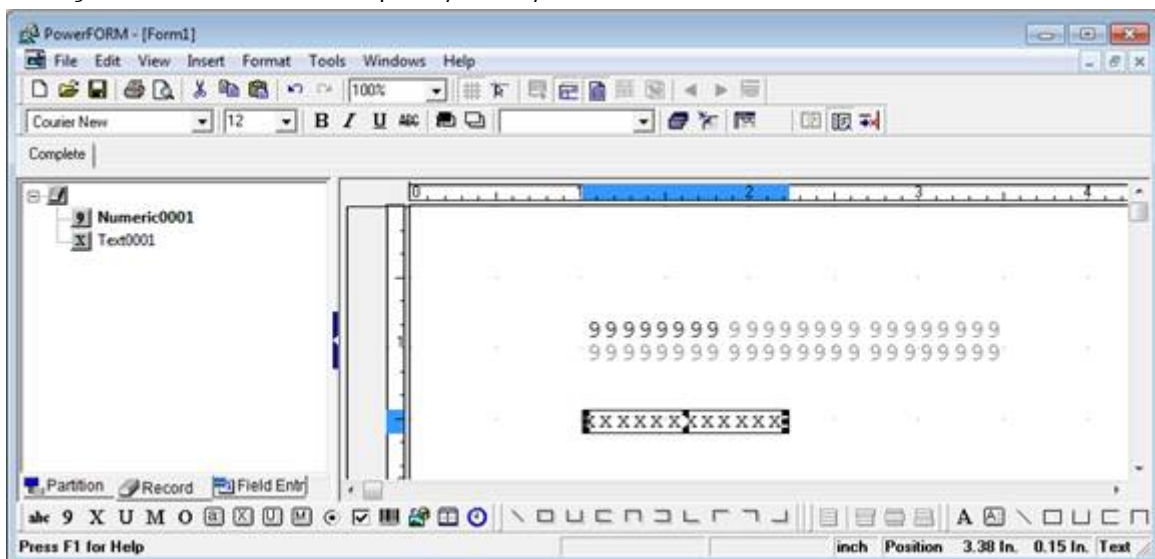 PowerFORM - [Form1]
File Edit View Insert Format Tools Windows Help
100%
Courier New 12 B I U ABC
Complete
0 1 2 3 4
9 Numeric0001
X Text0001
99999999 99999999 99999999
99999999 99999999 99999999
XXXXXXXXXXXX
Partition Record Field Entr
abc 9 X U M O a X U M A A
Press F1 for Help inch Position 3.38 In. 0.15 In. Text